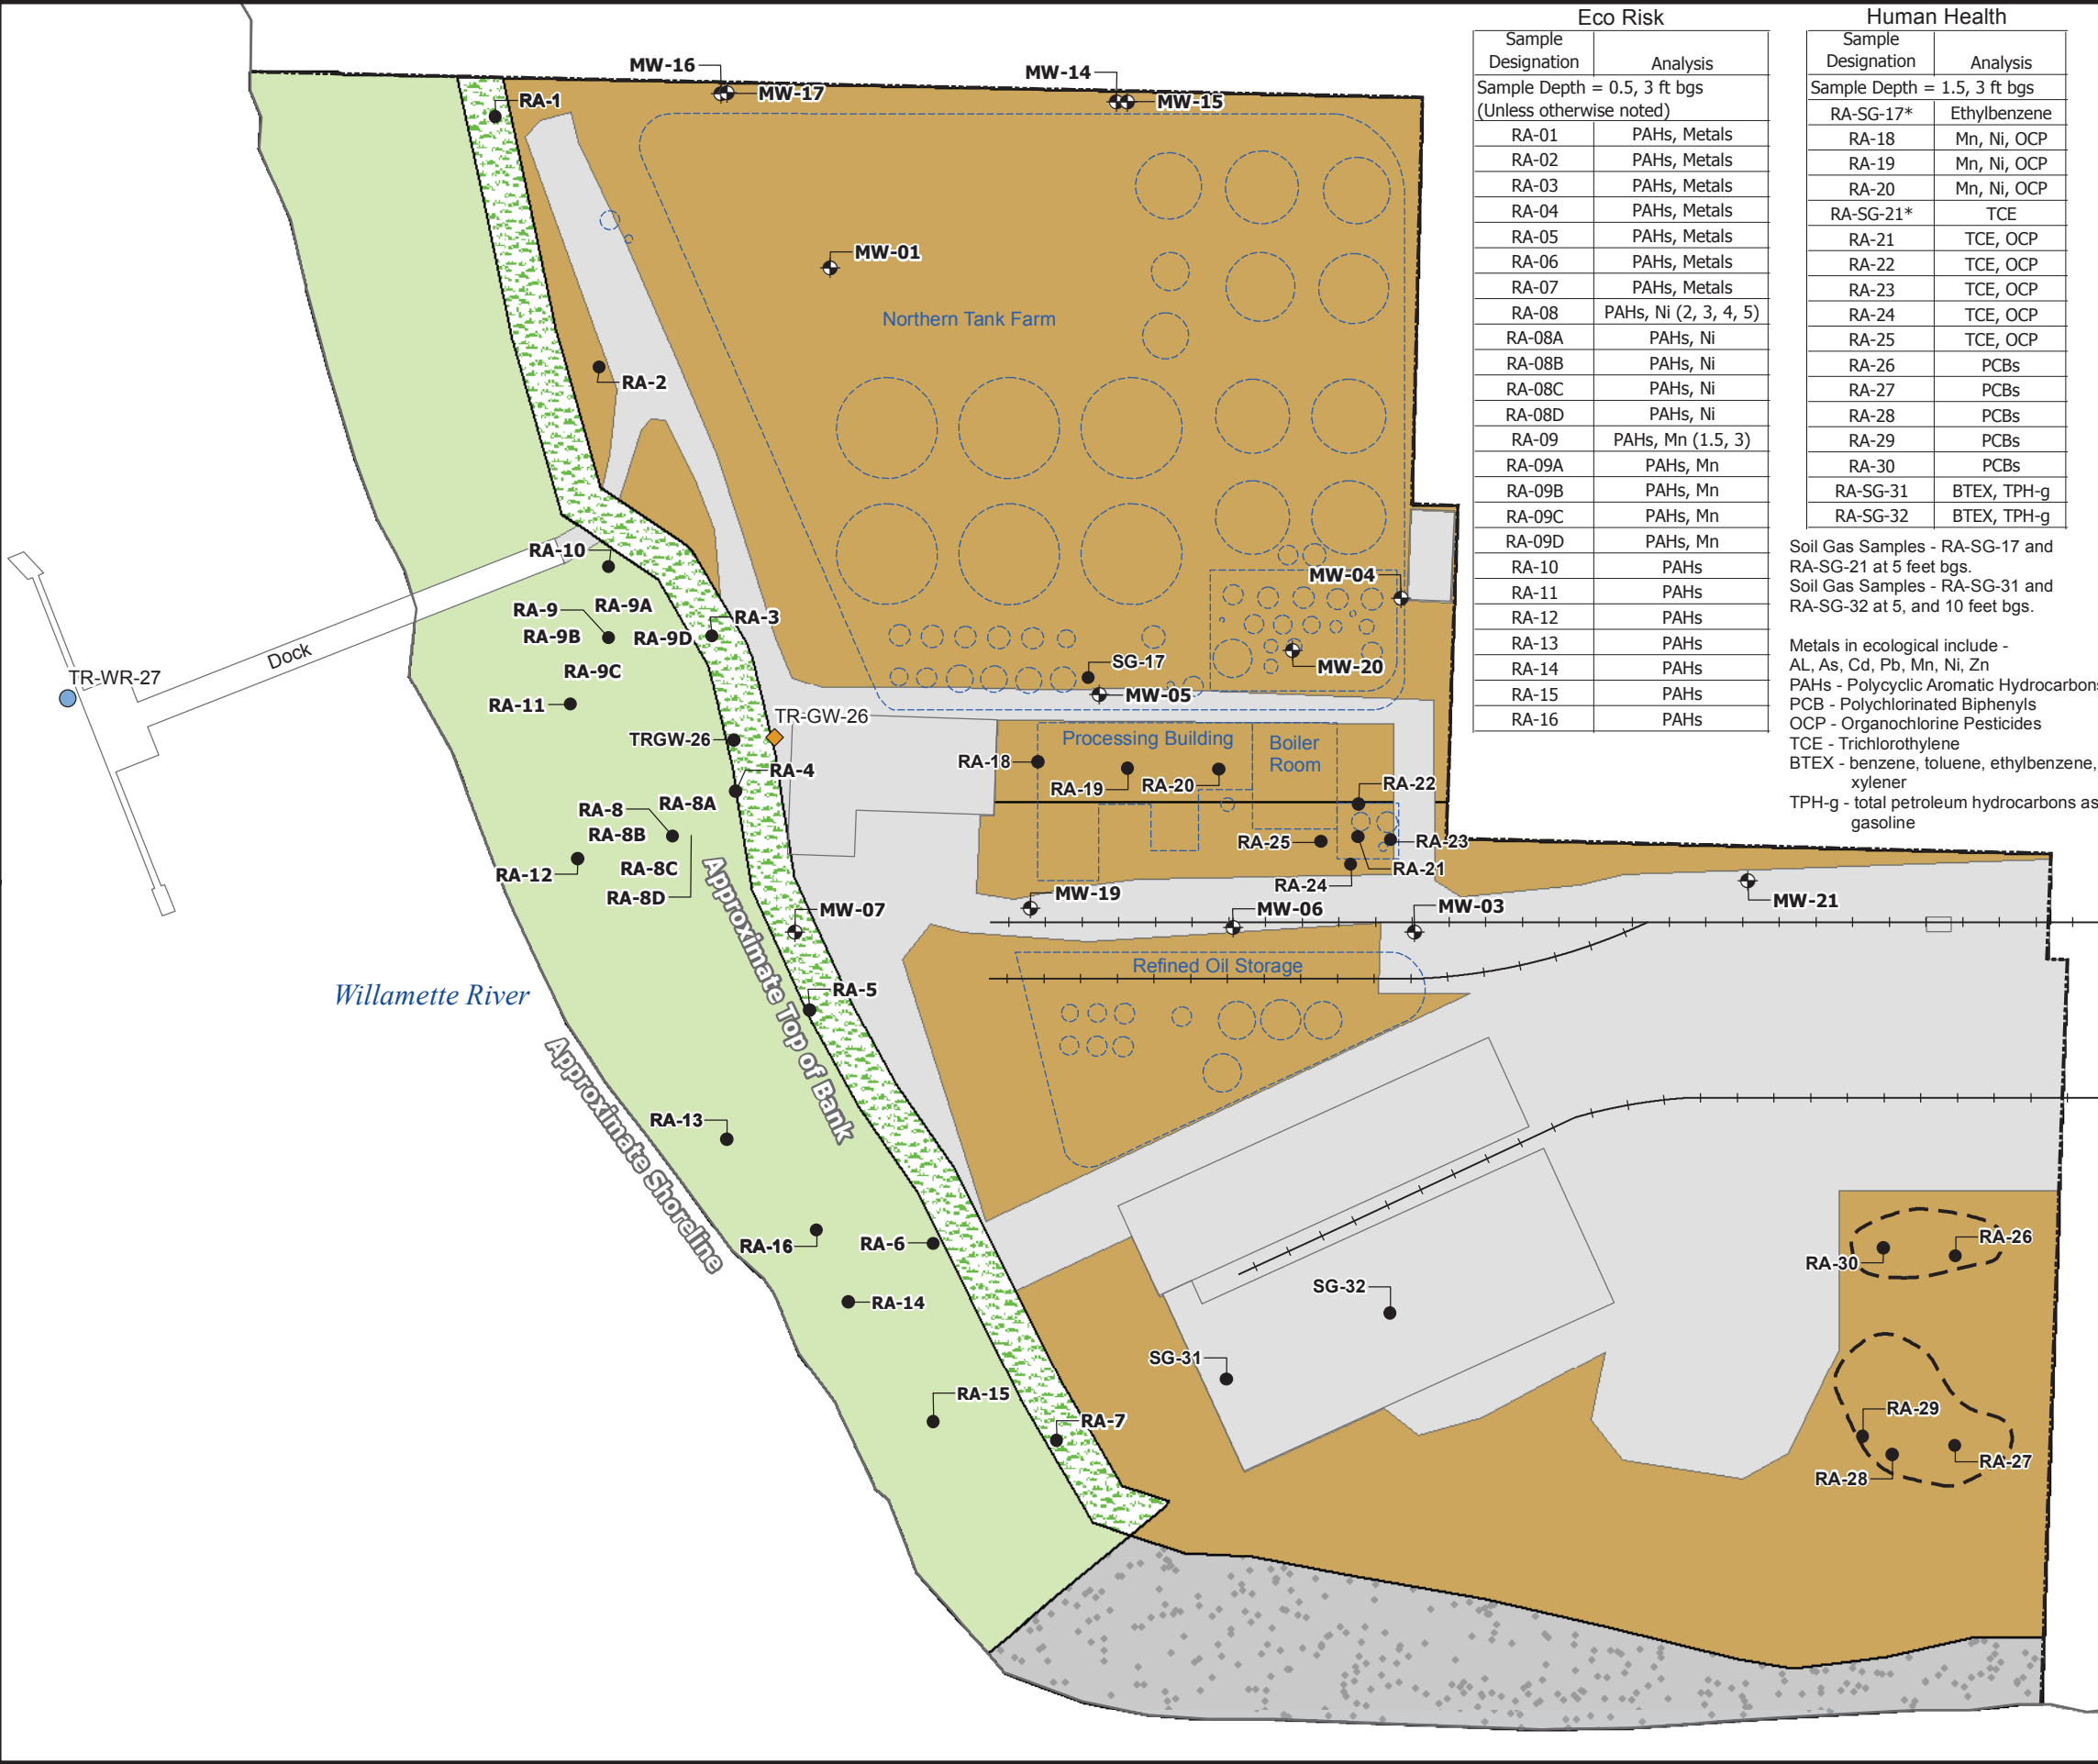 Eco Risk
Sample Designation Analysis
Sample Depth = 0.5, 3 ft bgs
(Unless otherwise noted)
RA-01 PAHs, Metals
RA-02 PAHs, Metals
RA-03 PAHs, Metals
RA-04 PAHs, Metals
RA-05 PAHs, Metals
RA-06 PAHs, Metals
RA-07 PAHs, Metals
RA-08 PAHs, Ni (2, 3, 4, 5)
RA-08A PAHs, Ni
RA-08B PAHs, Ni
RA-08C PAHs, Ni
RA-08D PAHs, Ni
RA-09 PAHs, Mn (1.5, 3)
RA-09A PAHs, Mn
RA-09B PAHs, Mn
RA-09C PAHs, Mn
RA-09D PAHs, Mn
RA-10 PAHs
RA-11 PAHs
RA-12 PAHs
RA-13 PAHs
RA-14 PAHs
RA-15 PAHs
RA-16 PAHs
Human Health
Sample Designation Analysis
Sample Depth = 1.5, 3 ft bgs
RA-SG-17* Ethylbenzene
RA-18 Mn, Ni, OCP
RA-19 Mn, Ni, OCP
RA-20 Mn, Ni, OCP
RA-SG-21* TCE
RA-21 TCE, OCP
RA-22 TCE, OCP
RA-23 TCE, OCP
RA-24 TCE, OCP
RA-25 TCE, OCP
RA-26 PCBs
RA-27 PCBs
RA-28 PCBs
RA-29 PCBs
RA-30 PCBs
RA-SG-31 BTEX, TPH-g
RA-SG-32 BTEX, TPH-g
Soil Gas Samples - RA-SG-17 and
RA-SG-21 at 5 feet bgs.
Soil Gas Samples - RA-SG-31 and
RA-SG-32 at 5, and 10 feet bgs.
Metals in ecological include -
AL, As, Cd, Pb, Mn, Ni, Zn
PAHs - Polycyclic Aromatic Hydrocarbons
PCB - Polychlorinated Biphenyls
OCP - Organochlorine Pesticides
TCE - Trichlorothylene
BTEX - benzene, toluene, ethylbenzene,
xylener
TPH-g - total petroleum hydrocarbons as
gasoline
MW-16
MW-17
MW-14
MW-15
RA-1
MW-01
Northern Tank Farm
RA-2
RA-10
MW-04
RA-9A
RA-9
RA-3
RA-9B
RA-9D
RA-9C
SG-17
MW-20
MW-05
TR-WR-27
Dock
RA-11
TR-GW-26
TRGW-26
Processing Building
Boiler
Room
RA-18
RA-19
RA-20
RA-4
RA-22
RA-8A
RA-8
RA-8B
RA-25
RA-23
RA-12
RA-8C
RA-21
RA-24
RA-8D
MW-19
MW-21
MW-07
MW-06
MW-03
Refined Oil Storage
Willamette River
RA-5
Approximate Top of Bank
Approximate Shoreline
RA-13
RA-16
RA-6
RA-26
RA-30
SG-32
RA-14
SG-31
RA-15
RA-7
RA-29
RA-27
RA-28